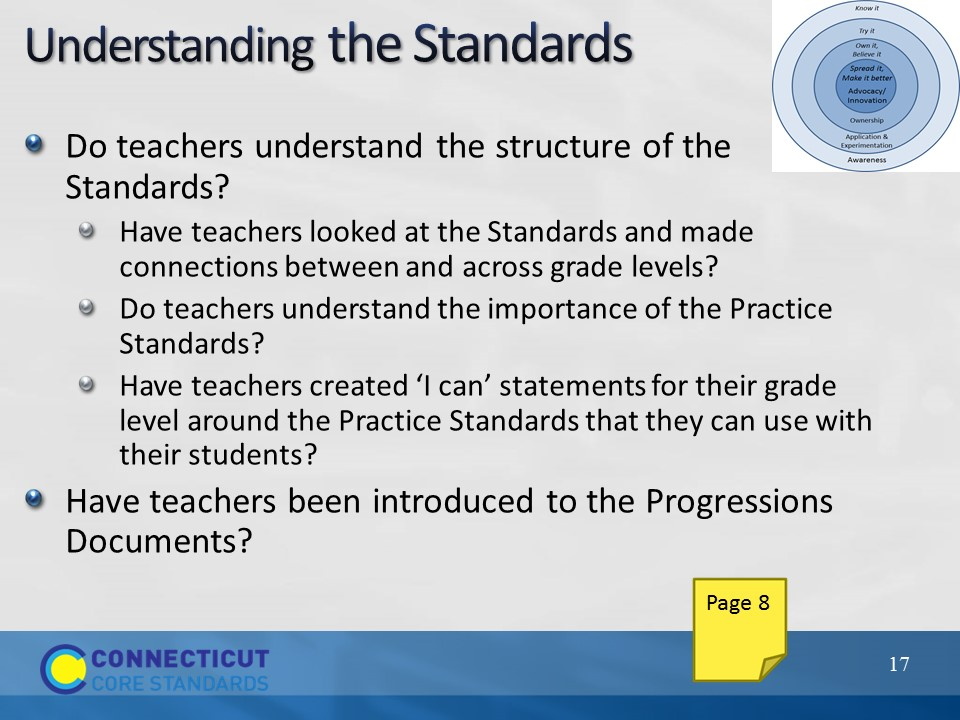 Understanding the Standards
Know it
Try it
Own it,
Believe it
Spread it,
Make it better
Advocacy/
Innovation
Ownership
Application &
Experimentation
Awareness
Do teachers understand the structure of the
Standards?
Have teachers looked at the Standards and made
connections between and across grade levels?
Do teachers understand the importance of the Practice
Standards?
Have teachers created ‘I can’ statements for their grade
level around the Practice Standards that they can use with
their students?
Have teachers been introduced to the Progressions
Documents?
Page 8
CONNECTICUT
CORE STANDARDS
17